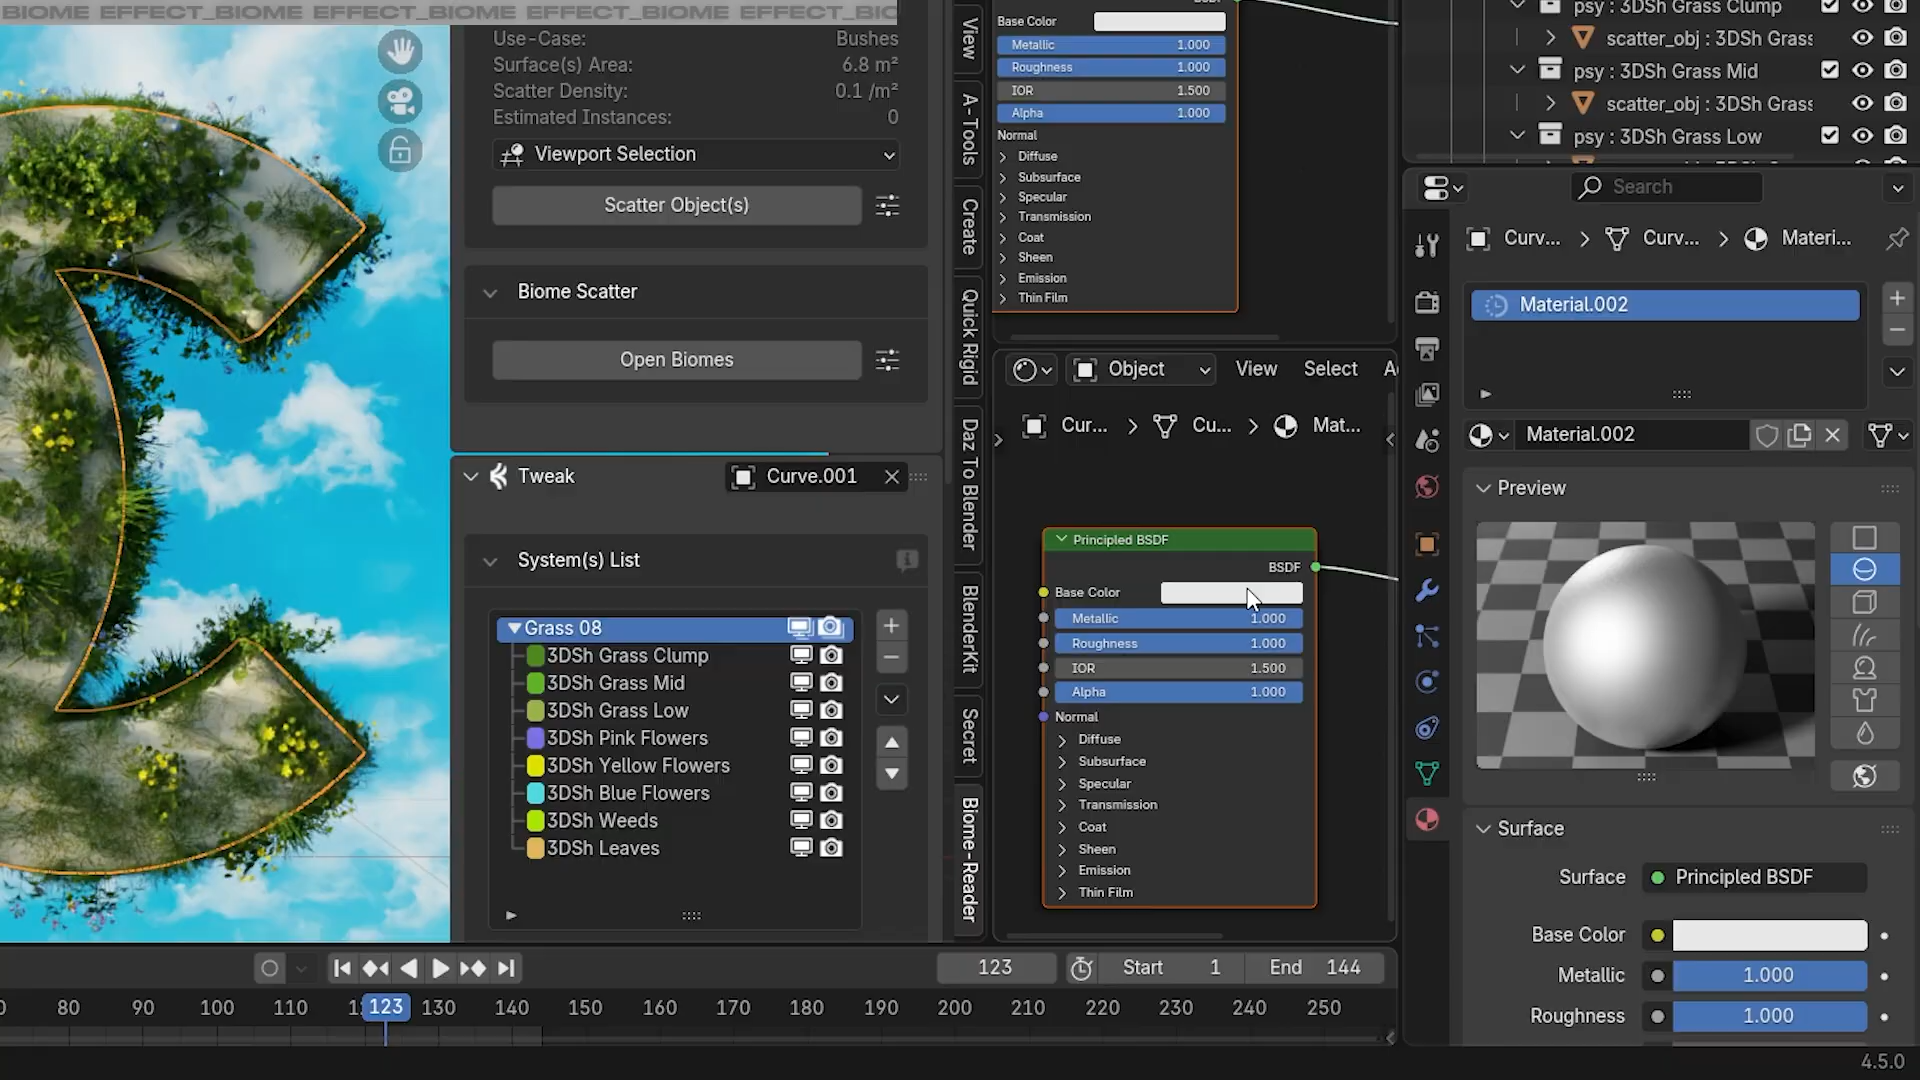 BIOME EFFECT_BIOME EFFECT_BIOME EFFECT_BIOME EFFECT_BIO
Use-Case: Bushes
Surface(s) Area: 6.8 m²
Scatter Density: 0.1 /m²
Estimated Instances: 0
Viewport Selection
Scatter Object(s)
Biome Scatter
Open Biomes
Tweak Curve.001
System(s) List
Grass 08
3DSh Grass Clump
3DSh Grass Mid
3DSh Grass Low
3DSh Pink Flowers
3DSh Yellow Flowers
3DSh Blue Flowers
3DSh Weeds
3DSh Leaves
View
A-Tools
Create
Quick Rigid
Daz To Blender
BlenderKit
Secret
Biome-Reader
Base Color
Metallic 1.000
Roughness 1.000
IOR 1.500
Alpha 1.000
Normal
Diffuse
Subsurface
Specular
Transmission
Coat
Sheen
Emission
Thin Film
Object View Select
Cur... Cu... Mat...
Principled BSDF
BSDF
Base Color
Metallic 1.000
Roughness 1.000
IOR 1.500
Alpha 1.000
Normal
Diffuse
Subsurface
Specular
Transmission
Coat
Sheen
Emission
Thin Film
psy : 3DSh Grass Clump
scatter_obj : 3DSh Grass
psy : 3DSh Grass Mid
scatter_obj : 3DSh Grass
psy : 3DSh Grass Low
Search
Curv... Curv... Materi...
Material.002
Material.002
Preview
Surface
Surface Principled BSDF
Base Color
Metallic 1.000
Roughness 1.000
123 Start 1 End 144
80 90 100 110 123 130 140 150 160 170 180 190 200 210 220 230 240 250
4.5.0